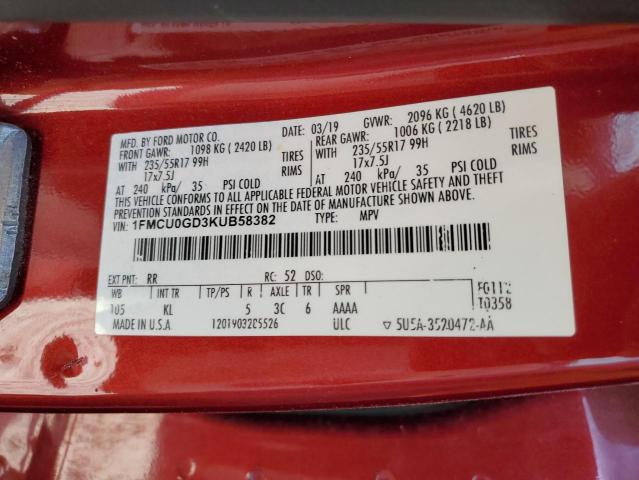 MFD. BY FORD MOTOR CO. DATE: 03/19 GVWR: 2096 KG ( 4620 LB)
FRONT GAWR: 1098 KG ( 2420 LB) REAR GAWR: 1006 KG ( 2218 LB)
WITH 235/55R17 99H TIRES WITH 235/55R17 99H TIRES
17x7.5J RIMS 17x7.5J RIMS
AT 240 kPa/ 35 PSI COLD AT 240 kPa/ 35 PSI COLD
THIS VEHICLE CONFORMS TO ALL APPLICABLE FEDERAL MOTOR VEHICLE SAFETY AND THEFT
PREVENTION STANDARDS IN EFFECT ON THE DATE OF MANUFACTURE SHOWN ABOVE.
VIN: 1FMCU0GD3KUB58382 TYPE: MPV
EXT PNT: RR RC: 52 DSO:
WB INT TR TP/PS R AXLE TR SPR
105 KL 5 3C 6 AAAA
F0112
T0358
MADE IN U.S.A. ULC ▽ 5U5A-3520472-AA